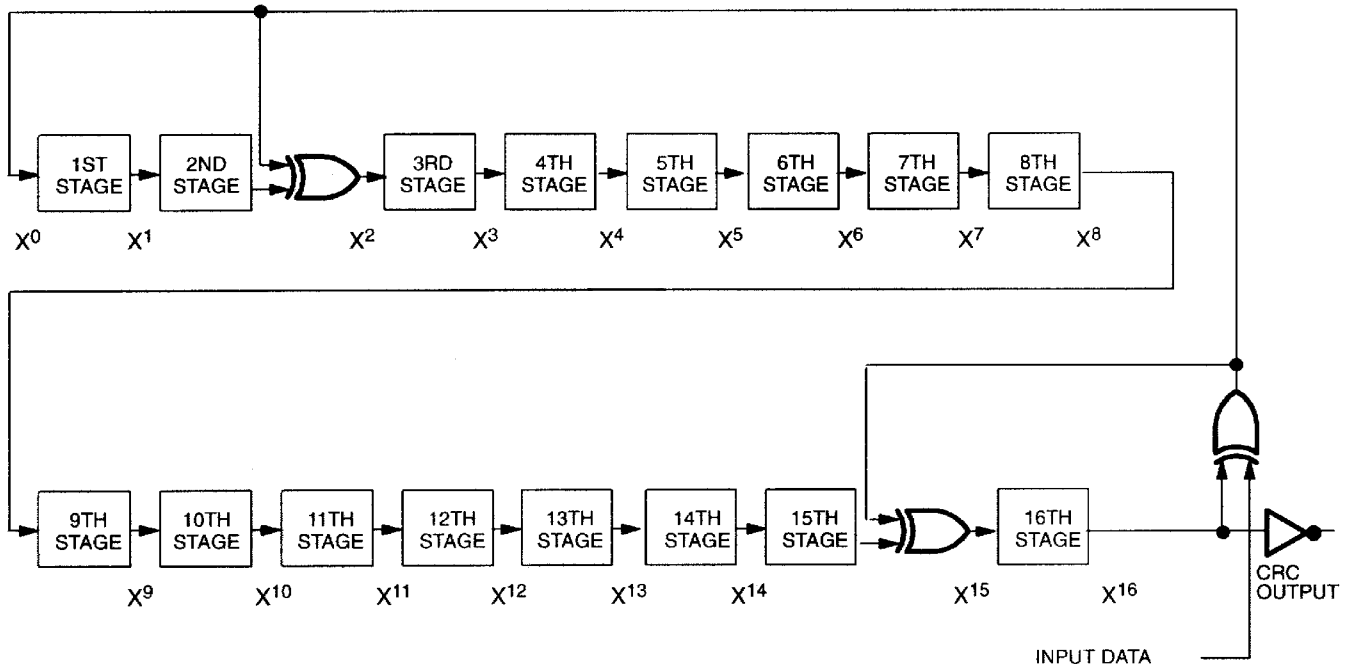 1ST
STAGE
2ND
STAGE
3RD
STAGE
4TH
STAGE
5TH
STAGE
6TH
STAGE
7TH
STAGE
8TH
STAGE
X⁰
X¹
X²
X³
X⁴
X⁵
X⁶
X⁷
X⁸
9TH
STAGE
10TH
STAGE
11TH
STAGE
12TH
STAGE
13TH
STAGE
14TH
STAGE
15TH
STAGE
16TH
STAGE
X⁹
X¹⁰
X¹¹
X¹²
X¹³
X¹⁴
X¹⁵
X¹⁶
CRC
OUTPUT
INPUT DATA